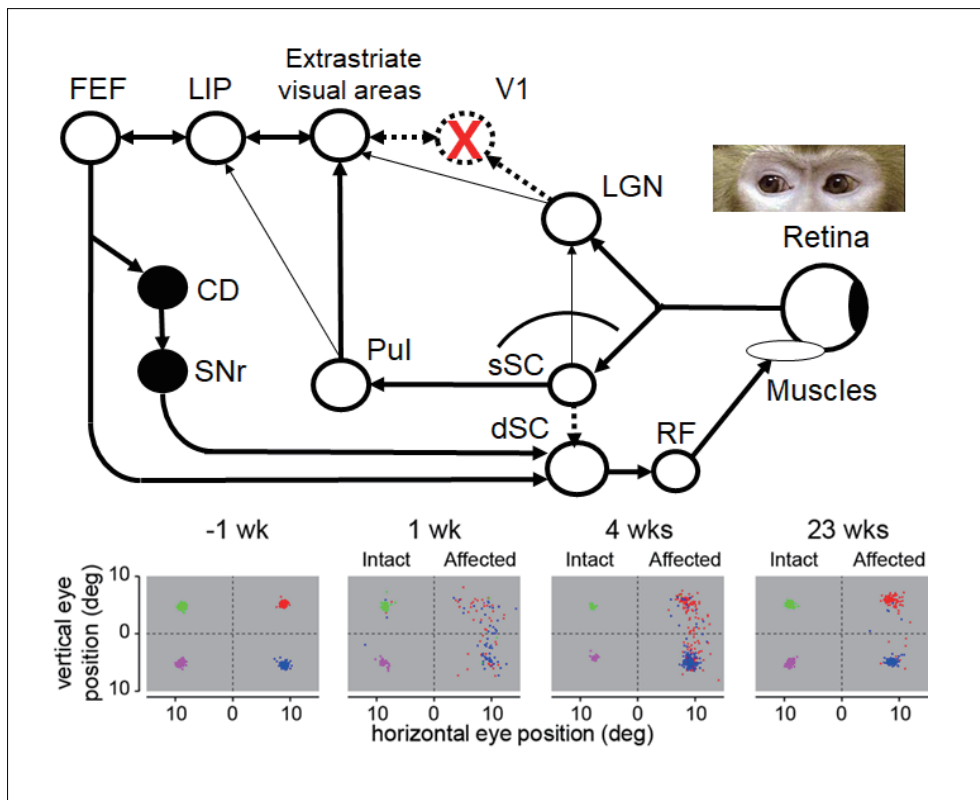 Extrastriate
visual areas
FEF
LIP
V1
X
LGN
Retina
CD
SNr
Pul
sSC
dSC
RF
Muscles
-1 wk
1 wk
4 wks
23 wks
Intact
Affected
Intact
Affected
Intact
Affected
vertical eye
position (deg)
10
0
10
10 0 10
10 0 10
10 0 10
10 0 10
horizontal eye position (deg)